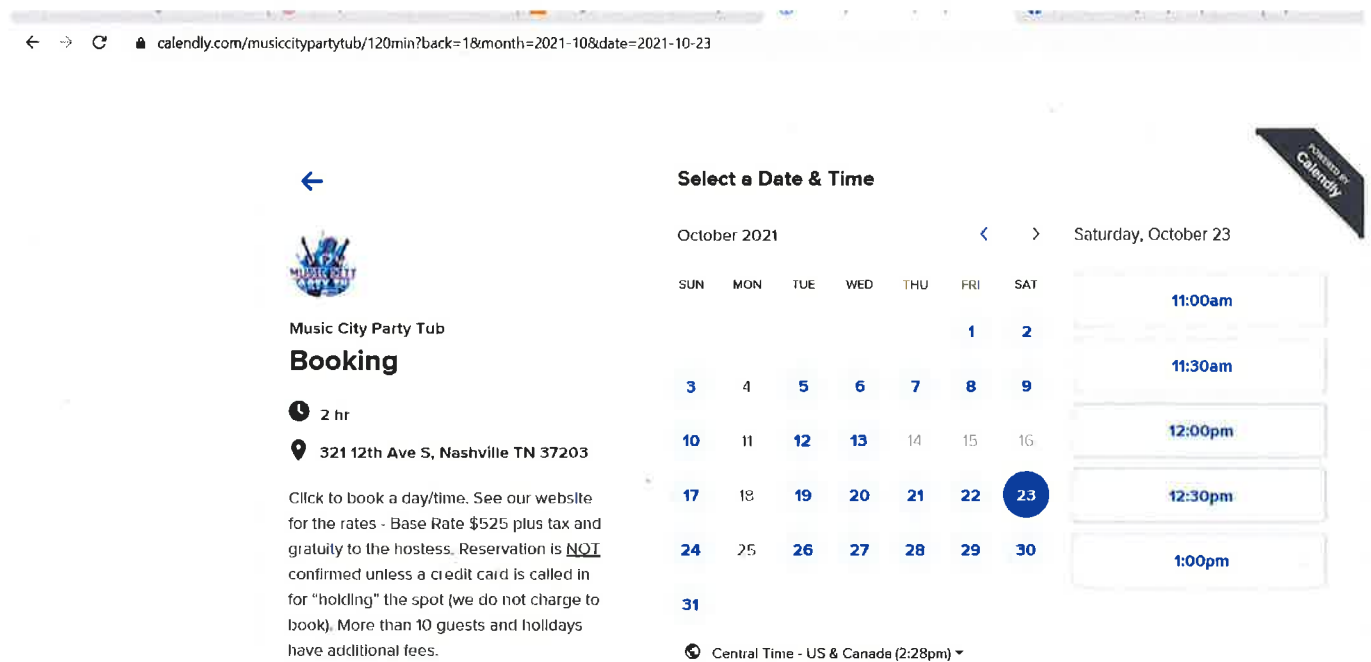 calendly.com/musiccitypartytub/120min?back=1&month=2021-10&date=2021-10-23
POWERED BY
Calendly
MUSIC CITY
Music City Party Tub
Booking
2 hr
321 12th Ave S, Nashville TN 37203
Click to book a day/time. See our website
for the rates - Base Rate $525 plus tax and
gratuity to the hostess. Reservation is NOT
confirmed unless a credit card is called in
for "holding" the spot (we do not charge to
book). More than 10 guests and holidays
have additional fees.
Select a Date & Time
October 2021
SUN MON TUE WED THU FRI SAT
1 2
3 4 5 6 7 8 9
10 11 12 13 14 15 16
17 18 19 20 21 22 23
24 25 26 27 28 29 30
31
Central Time - US & Canada (2:28pm)
Saturday, October 23
11:00am
11:30am
12:00pm
12:30pm
1:00pm